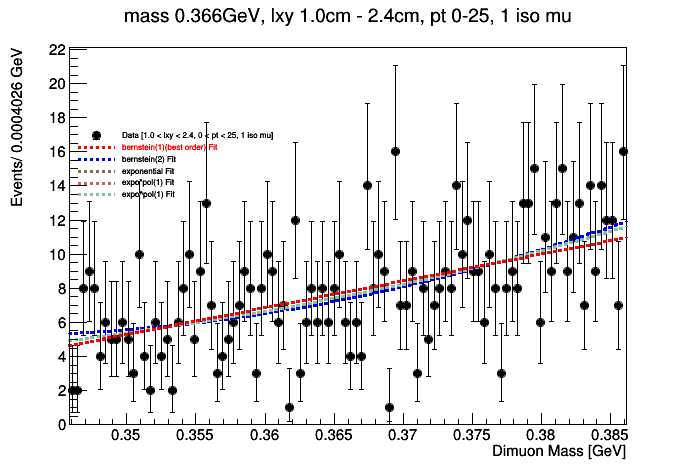 mass 0.366GeV, lxy 1.0cm - 2.4cm, pt 0-25, 1 iso mu
Events/ 0.0004026 GeV
22
20
18
16
14
12
10
8
6
4
2
0
Data [1.0 < lxy < 2.4, 0 < pt < 25, 1 iso mu]
bernstein(1)(best order) Fit
bernstein(2) Fit
exponential Fit
expo*pol(1) Fit
expo*pol(1) Fit
0.35 0.355 0.36 0.365 0.37 0.375 0.38 0.385
Dimuon Mass [GeV]